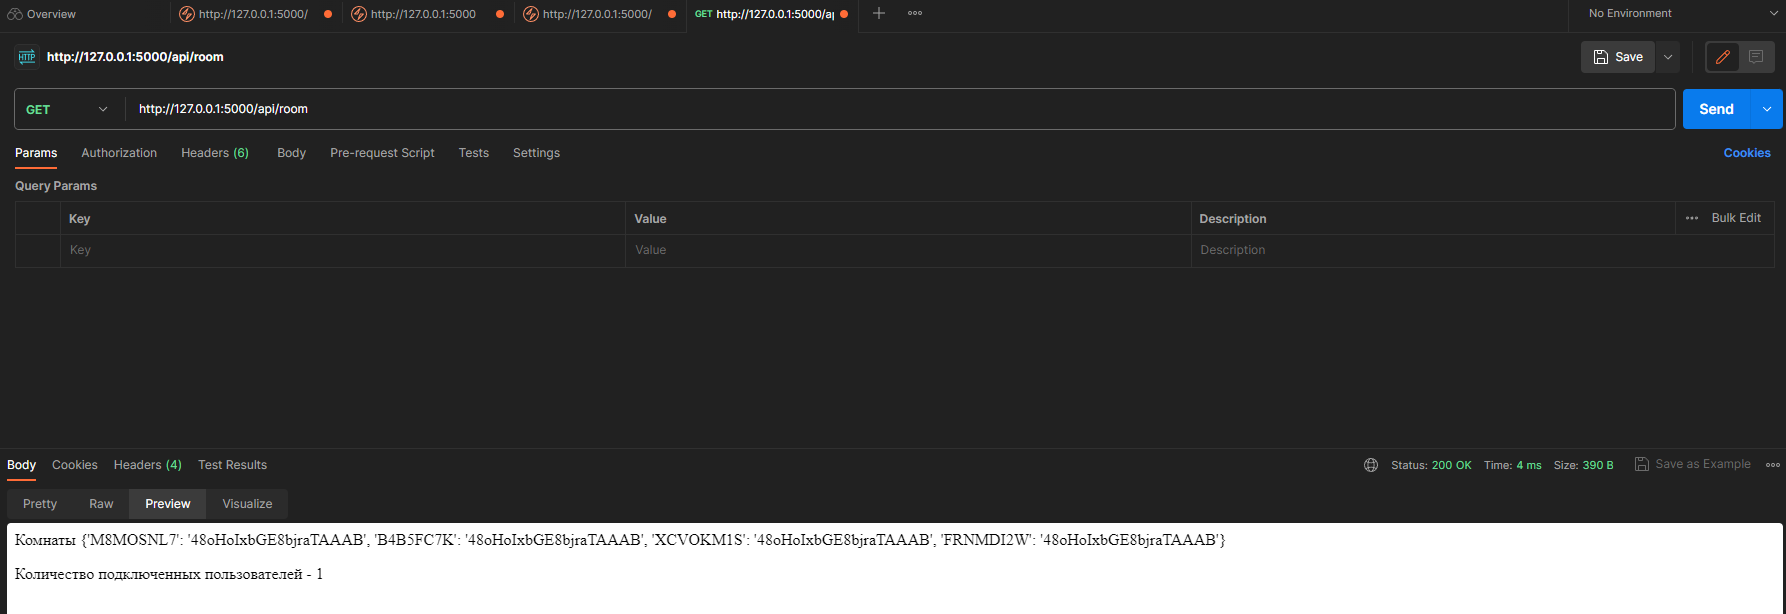 Overview http://127.0.0.1:5000/ http://127.0.0.1:5000 http://127.0.0.1:5000/ GET http://127.0.0.1:5000/a No Environment
HTTP http://127.0.0.1:5000/api/room Save
GET http://127.0.0.1:5000/api/room Send
Params Authorization Headers (6) Body Pre-request Script Tests Settings Cookies
Query Params
Key Value Description Bulk Edit
Key Value Description
Body Cookies Headers (4) Test Results Status: 200 OK Time: 4 ms Size: 390 B Save as Example
Pretty Raw Preview Visualize
Комнаты {'M8MOSNL7': '48oHoIxbGE8bjraTAAAB', 'B4B5FC7K': '48oHoIxbGE8bjraTAAAB', 'XCVOKM1S': '48oHoIxbGE8bjraTAAAB', 'FRNMDI2W': '48oHoIxbGE8bjraTAAAB'}
Количество подключенных пользователей - 1